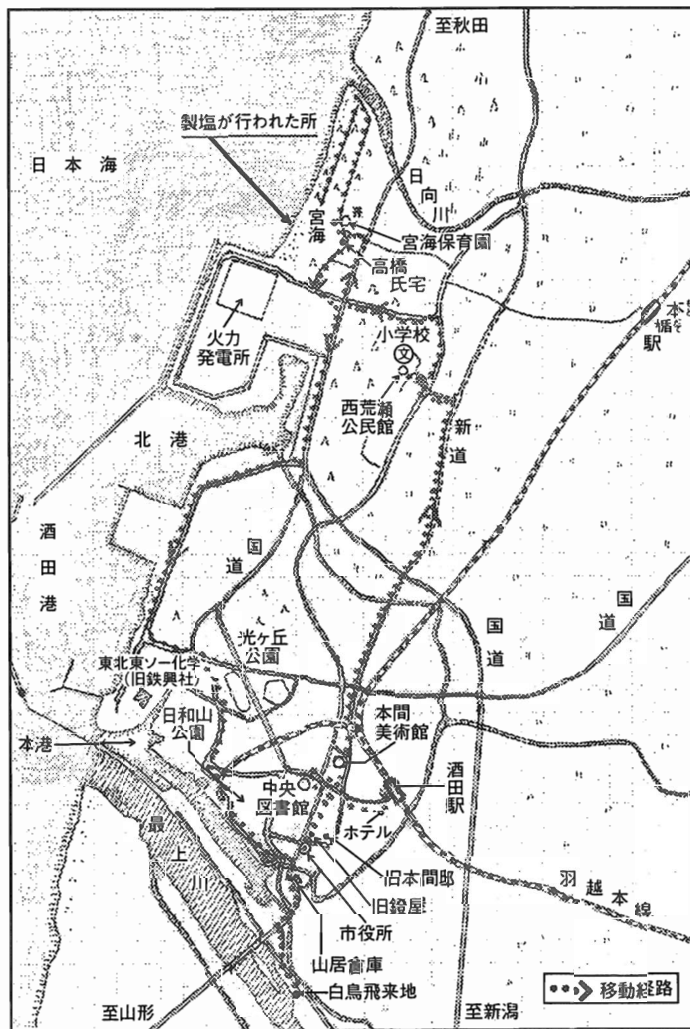 至秋田
製塩が行われた所
日本海
日向川
宮海
宮海保育園
高橋氏宅
火力
発電所
小学校
文
西荒瀬
公民館
本楯駅
新道
北港
酒田港
国道
国道
国道
光ヶ丘
公園
東北東ソー化学
(旧鉄興社)
日和山
公園
本港
本間
美術館
中央
図書館
酒田駅
ホテル
最上川
旧本間邸
旧鐙屋
市役所
山居倉庫
白鳥飛来地
羽越本線
移動経路
至山形
至新潟